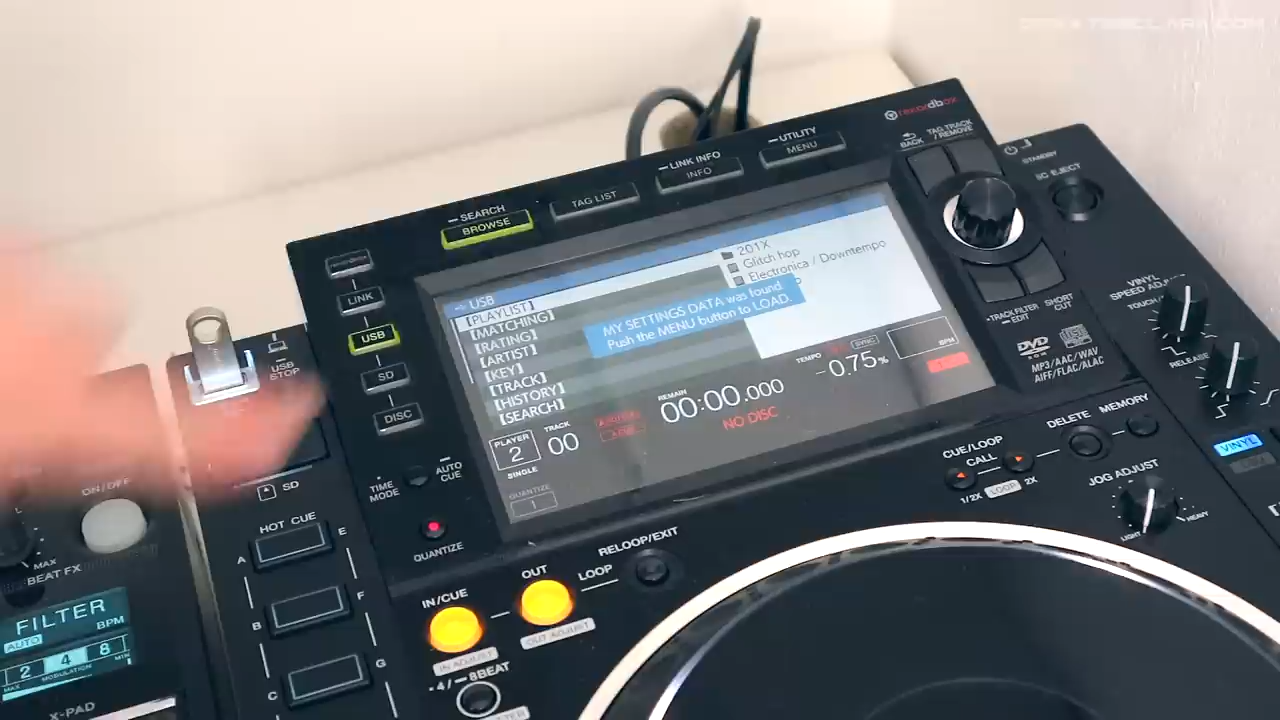 rekordbox
BACK
TAG TRACK
/ REMOVE
UTILITY
MENU
LINK INFO
INFO
TAG LIST
SEARCH
BROWSE
STANDBY
LINK
USB
SD
DISC
USB
STOP
USB
[PLAYLIST]
[MATCHING]
[RATING]
[ARTIST]
[KEY]
[TRACK]
[HISTORY]
[SEARCH]
201X
Glitch hop
Electronica / Downtempo
MY SETTINGS DATA was found.
Push the MENU button to LOAD.
PLAYER
2
SINGLE
TRACK
00
REMAIN
00:00.000
NO DISC
TEMPO
SYNC
-0.75%
BPM
QUANTIZE
TRACK FILTER
EDIT
SHORT
CUT
DVD
MP3/AAC/WAV
AIFF/FLAC/ALAC
VINYL
SPEED ADJ
RELEASE
VINYL
TIME
MODE
AUTO
CUE
QUANTIZE
SD
HOT CUE
A
E
B
F
C
G
ON/OFF
MAX
BEAT FX
FILTER
AUTO
BPM
2 4 8
X-PAD
IN/CUE
OUT
LOOP
RELOOP/EXIT
IN ADJUST
OUT ADJUST
4/
8BEAT
CUE/LOOP
CALL
1/2X
LOOP
2X
DELETE
MEMORY
JOG ADJUST
LIGHT
HEAVY